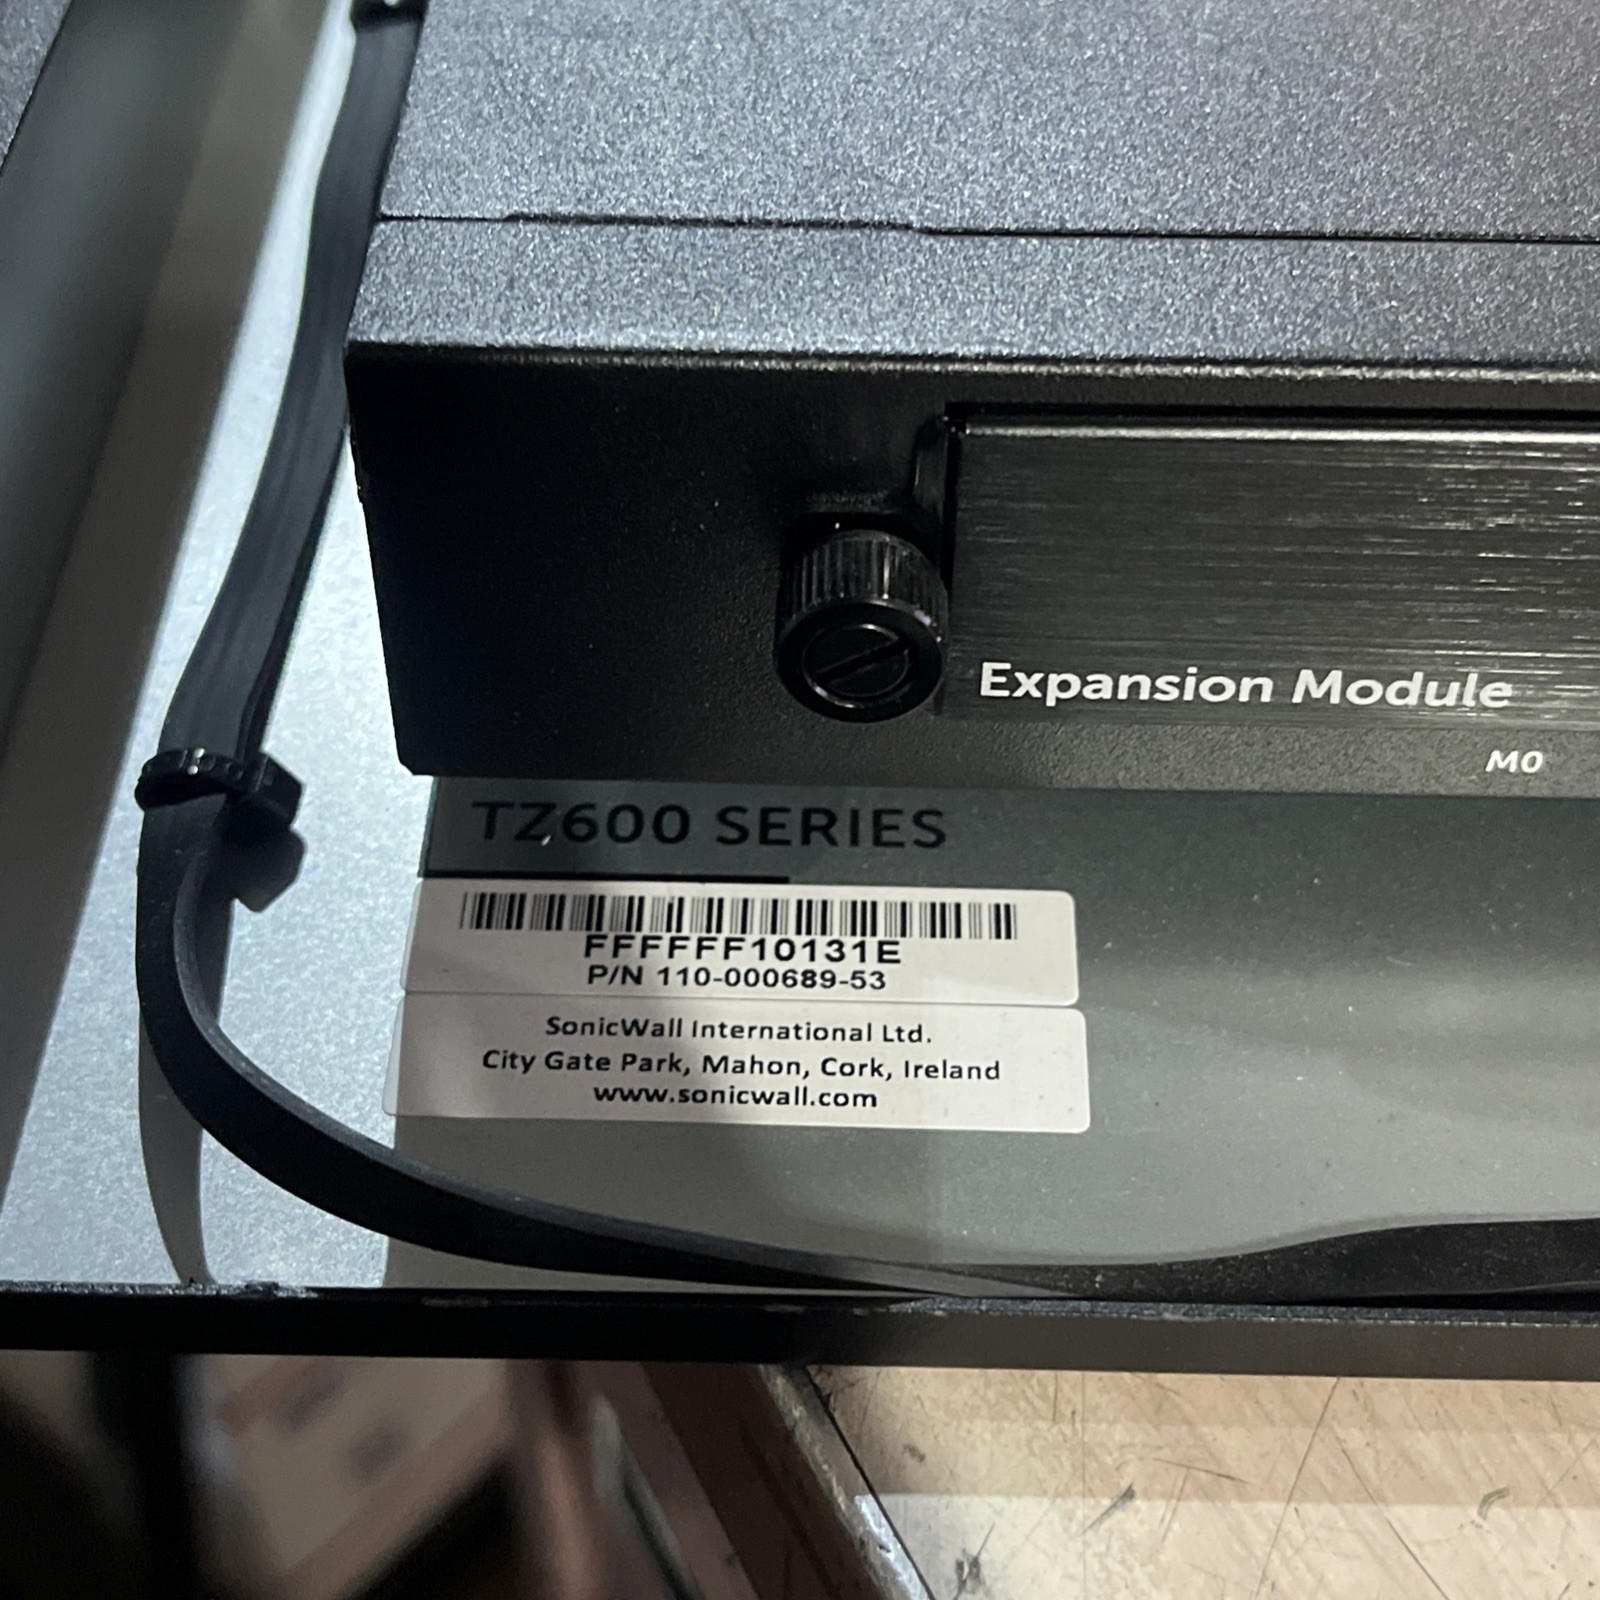 Expansion Module
M0
TZ600 SERIES
FFFFFF10131E
P/N 110-000689-53
SonicWall International Ltd.
City Gate Park, Mahon, Cork, Ireland
www.sonicwall.com